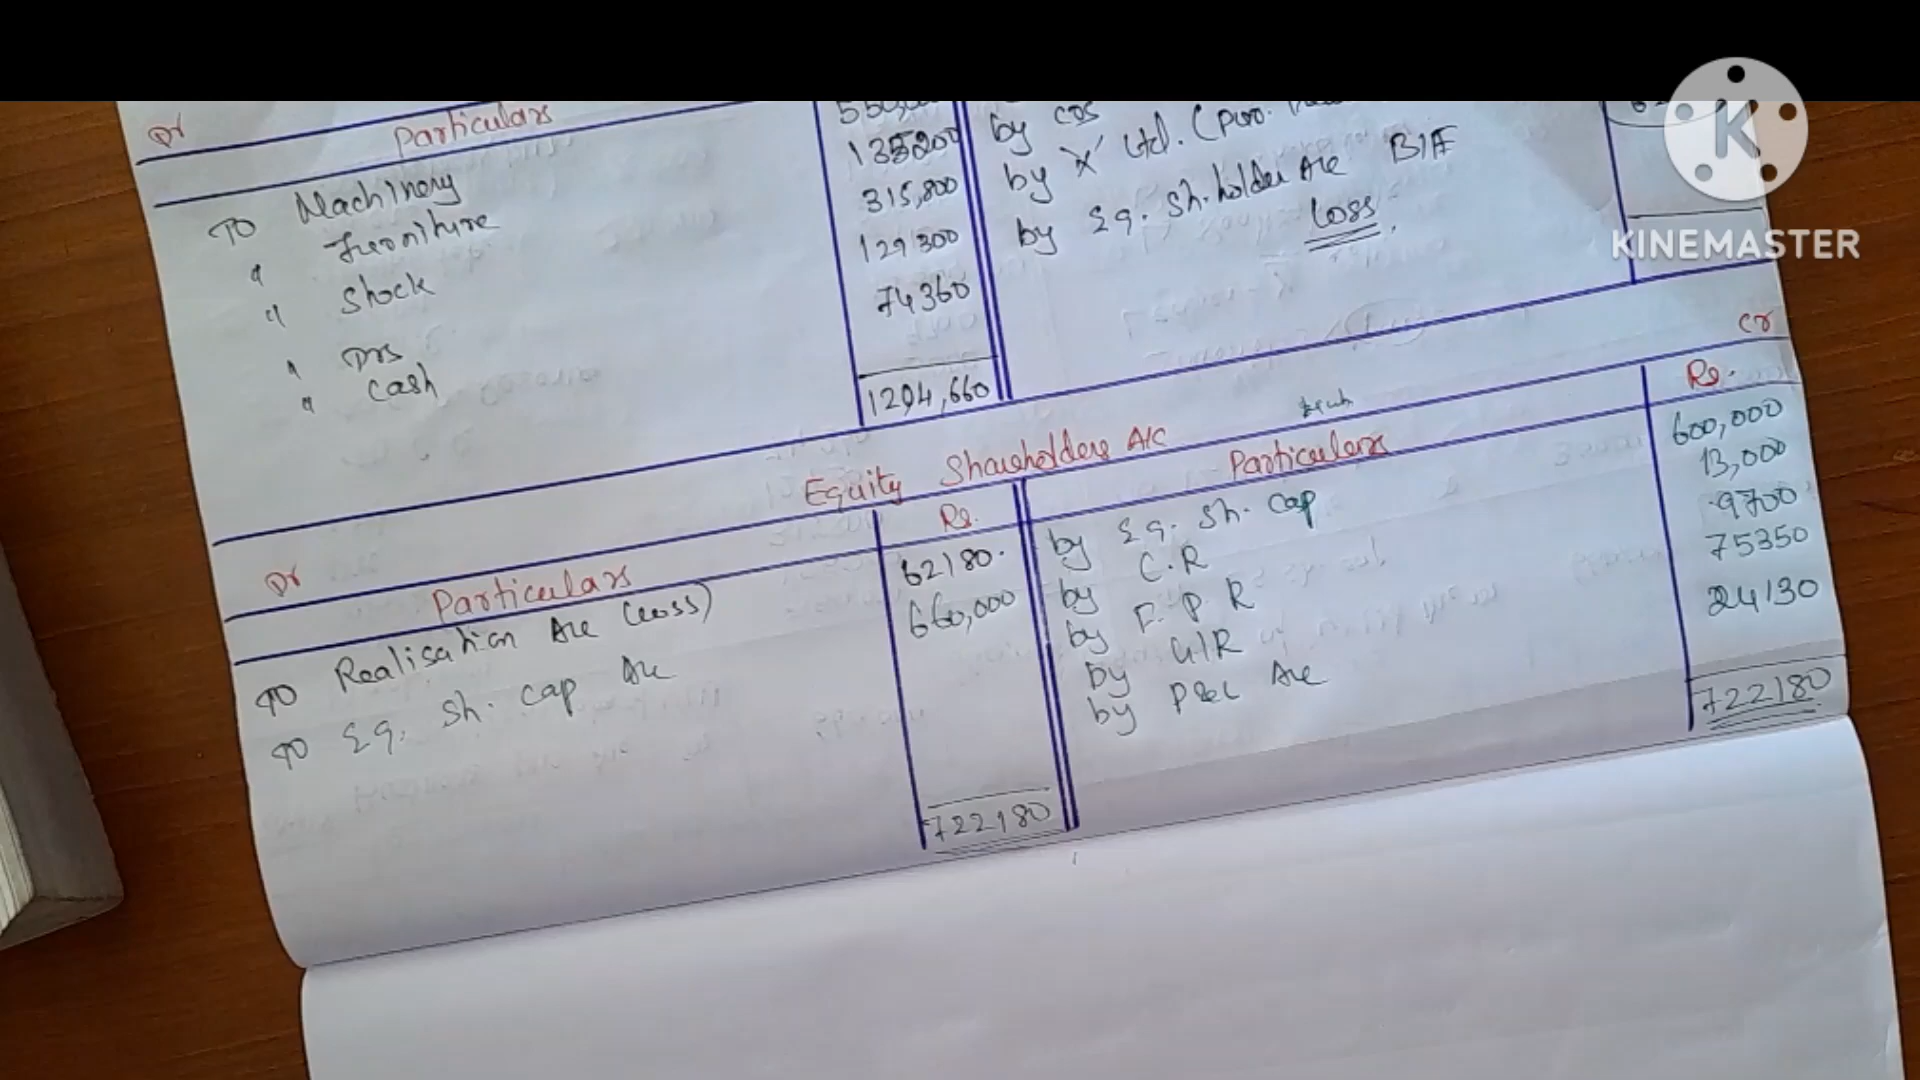 Dr
Particulars
135200
by crs
by 'X' Ltd. (pur.
TO Machinery
315,800
by Eq. Sh. holder A/c B/F
" Furniture
129300
Loss
" Stock
74360
" Drs
" Cash
1294,660
Cr
Equity Shareholders A/C
Dr
Particulars
Rs.
Particulars
Rs.
TO Realisation A/c (Loss)
62180.
by Eq. Sh. Cap
600,000
TO Eq. Sh. Cap A/c
660,000
by C.R
13,000
by F. P. R
9700
by G/R
75350
by P&L A/c
24130
722180
722180
K
KINEMASTER